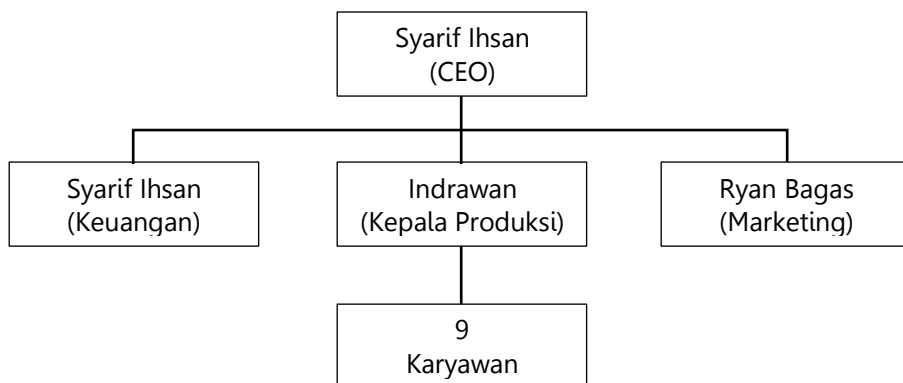 Syarif Ihsan
(CEO)
Syarif Ihsan
(Keuangan)
Indrawan
(Kepala Produksi)
Ryan Bagas
(Marketing)
9
Karyawan